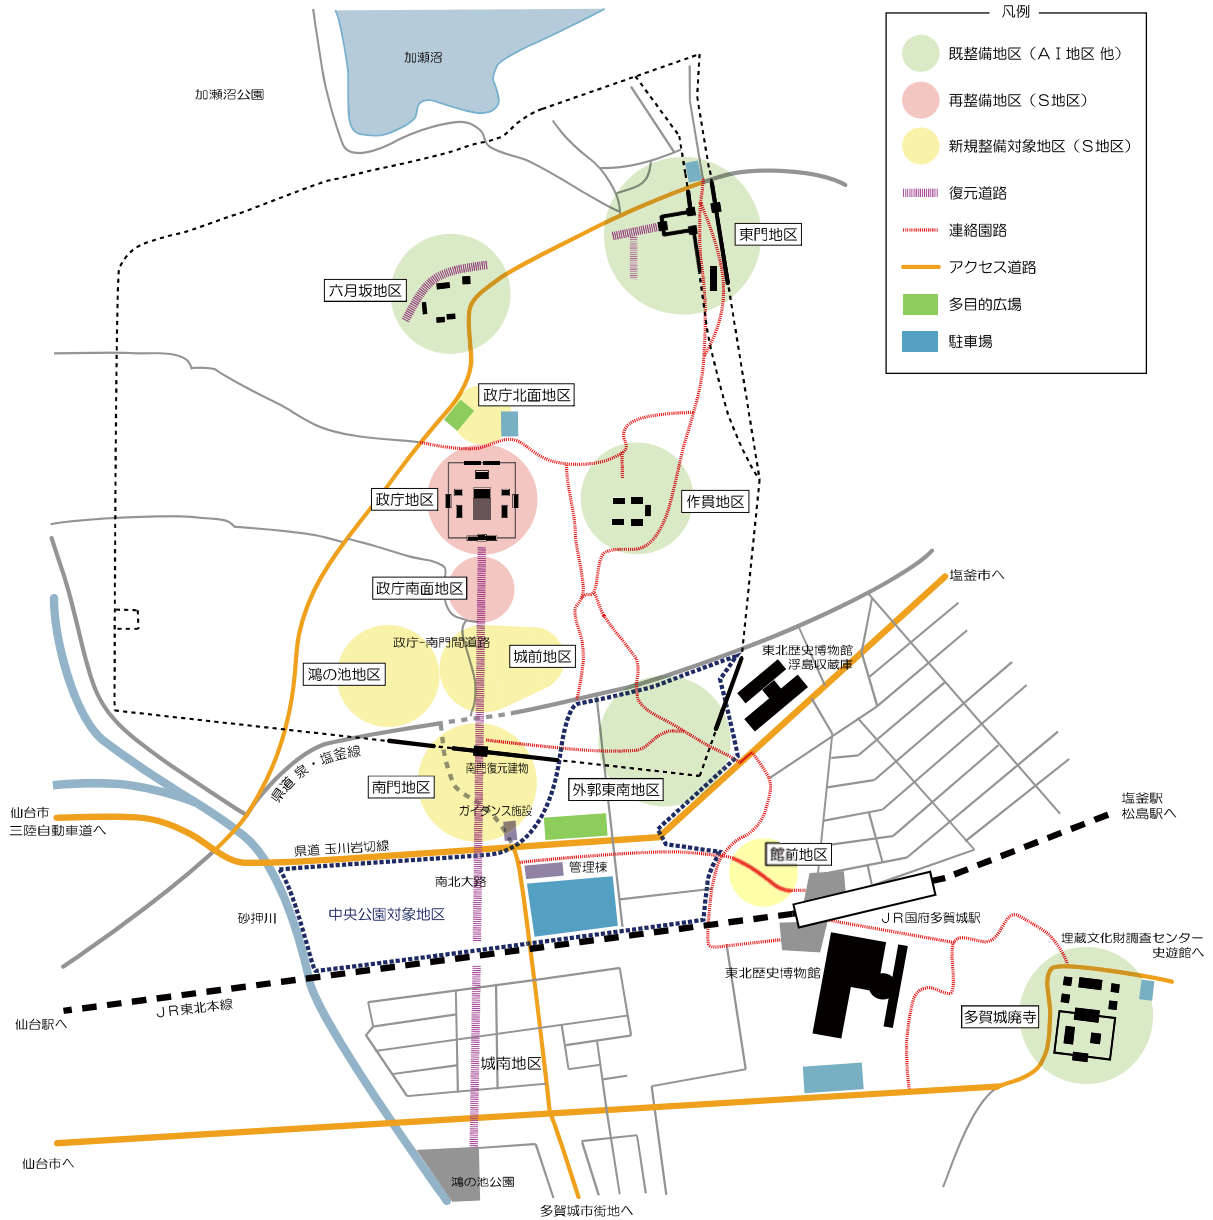 凡例
既整備地区（ＡＩ地区 他）
再整備地区（Ｓ地区）
新規整備対象地区（Ｓ地区）
復元道路
連絡園路
アクセス道路
多目的広場
駐車場
加瀬沼
加瀬沼公園
東門地区
六月坂地区
政庁北面地区
政庁地区
作貫地区
政庁南面地区
政庁-南門間道路
城前地区
鴻の池地区
塩釜市へ
東北歴史博物館
浮島収蔵庫
県道 泉・塩釜線
南門地区
南門復元建物
ガイダンス施設
外郭東南地区
仙台市
三陸自動車道へ
塩釜駅
松島駅へ
県道 玉川岩切線
館前地区
管理棟
南北大路
中央公園対象地区
砂押川
ＪＲ国府多賀城駅
埋蔵文化財調査センター
史遊館へ
東北歴史博物館
ＪＲ東北本線
仙台駅へ
多賀城廃寺
城南地区
仙台市へ
鴻の池公園
多賀城市街地へ